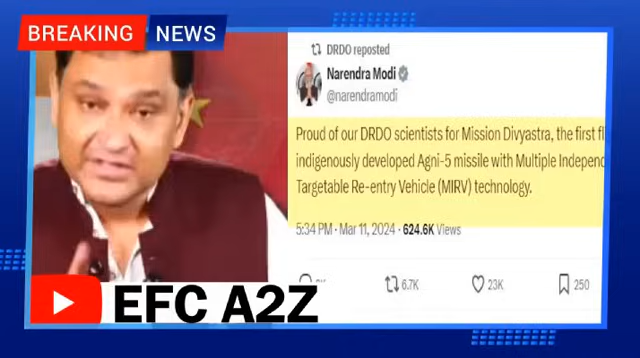 BREAKING NEWS
DRDO reposted
Narendra Modi
@narendramodi
Proud of our DRDO scientists for Mission Divyastra, the first
indigenously developed Agni-5 missile with Multiple
Targetable Re-entry Vehicle (MIRV) technology.
5:34 PM · Mar 11, 2024 · 624.6K Views
6.7K 23K 250
EFC A2Z